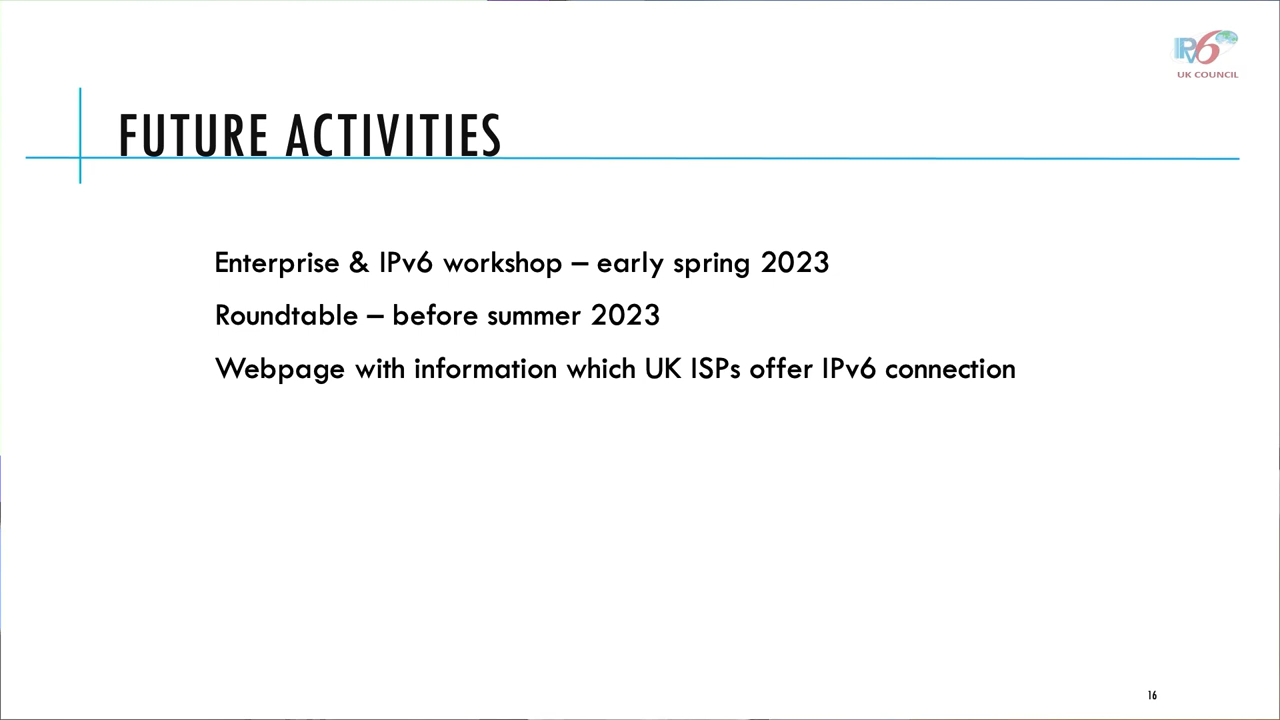 IPv6
UK COUNCIL
FUTURE ACTIVITIES
Enterprise & IPv6 workshop – early spring 2023
Roundtable – before summer 2023
Webpage with information which UK ISPs offer IPv6 connection
16